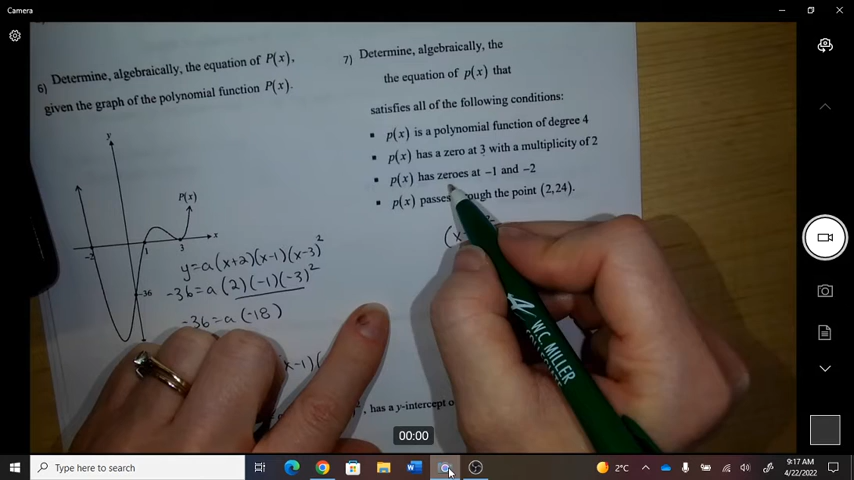 6) Determine, algebraically, the equation of P(x),
given the graph of the polynomial function P(x).
y
P(x)
x
-2
1
3
-36
y=a(x+2)(x-1)(x-3)²
-36=a(2)(-1)(-3)²
-36=a(-18)
x-1)(
7) Determine, algebraically, the
the equation of p(x) that
satisfies all of the following conditions:
▪ p(x) is a polynomial function of degree 4
▪ p(x) has a zero at 3 with a multiplicity of 2
▪ p(x) has zeroes at −1 and −2
▪ p(x) passes through the point (2,24).
(x-
, has a y-intercept o
W.C. MILLER
00:00
Type here to search
2°C
9:17 AM
4/22/2022